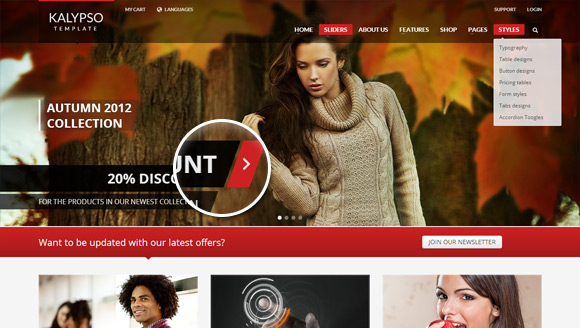 KALYPSO
TEMPLATE
MY CART
LANGUAGES
SUPPORT
LOGIN
HOME
SLIDERS
ABOUT US
FEATURES
SHOP
PAGES
STYLES
Typography
Table designs
Button designs
Pricing tables
Form styles
Tabs designs
Accordion Toogles
AUTUMN 2012
COLLECTION
20% DISCO
UNT
FOR THE PRODUCTS IN OUR NEWEST COLLECT
Want to be updated with our latest offers?
JOIN OUR NEWSLETTER